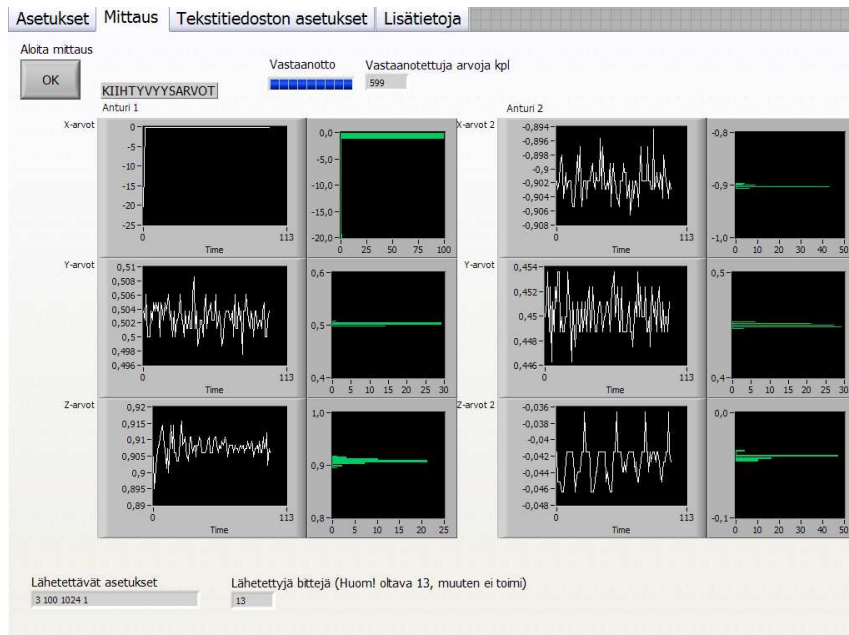 Asetukset Mittaus Tekstitiedoston asetukset Lisätietoja
Aloita mittaus
OK
Vastaanotto
Vastaanotettuja arvoja kpl
599
KIIHTYVYYSARVOT
Anturi 1
Anturi 2
X-arvot
0
-5
-10
-15
-20
-25
0 113
Time
0,0
-5,0
-10,0
-15,0
-20,0
0 25 50 75 100
X-arvot 2
-0,894
-0,896
-0,898
-0,9
-0,902
-0,904
-0,906
-0,908
0 113
Time
-0,8
-0,9
-1,0
0 10 20 30 40 50
Y-arvot
0,51
0,508
0,506
0,504
0,502
0,5
0,498
0,496
0 113
Time
0,6
0,5
0,4
0 5 10 15 20 25 30
Y-arvot
0,454
0,452
0,45
0,448
0,446
0 113
Time
0,5
0,4
0 5 10 15 20 25 30
Z-arvot
0,92
0,915
0,91
0,905
0,9
0,895
0,89
0 113
Time
1,0
0,9
0,8
0 5 10 15 20 25
Z-arvot 2
-0,036
-0,038
-0,04
-0,042
-0,044
-0,046
-0,048
0 113
Time
0,0
-0,1
0 10 20 30 40 50
Lähetettävät asetukset
3 100 1024 1
Lähetettyjä bittejä (Huom! oltava 13, muuten ei toimi)
13